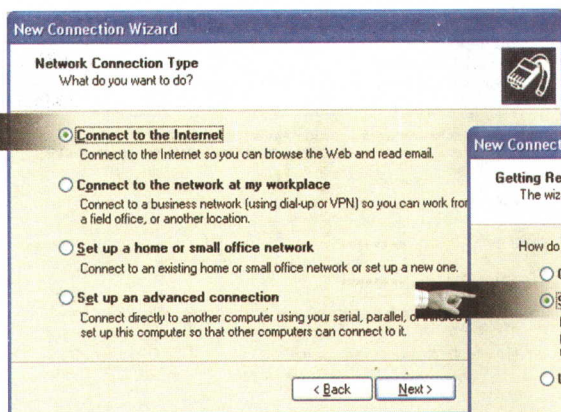 New Connection Wizard
Network Connection Type
What do you want to do?
Connect to the Internet
Connect to the Internet so you can browse the Web and read email.
Connect to the network at my workplace
Connect to a business network (using dial-up or VPN) so you can work from
a field office, or another location.
Set up a home or small office network
Connect to an existing home or small office network or set up a new one.
Set up an advanced connection
Connect directly to another computer using your serial, parallel, or infrared
set up this computer so that other computers can connect to it.
< Back
Next >
New Connect
Getting Re
The wiz
How do